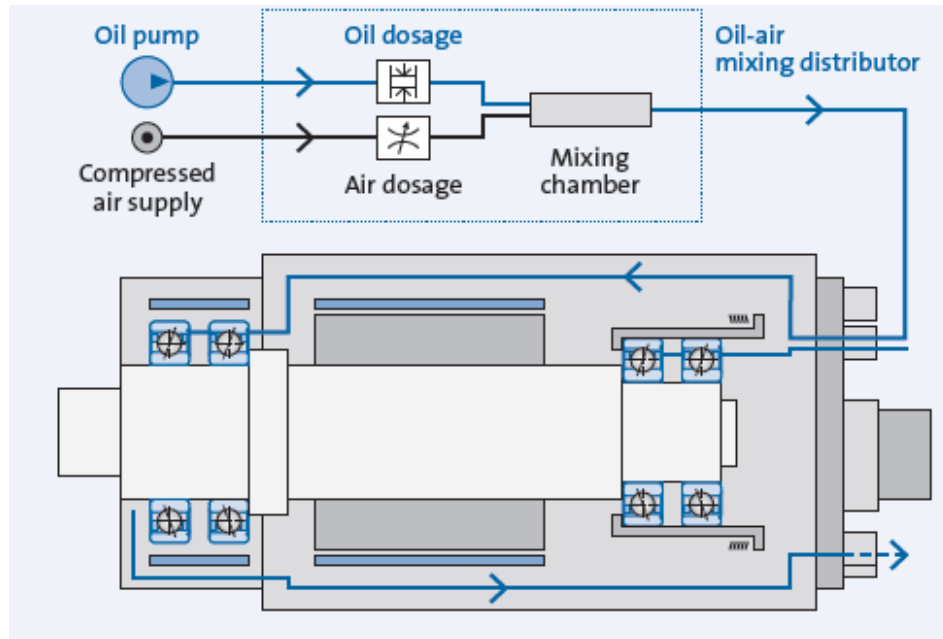 Oil pump
Oil dosage
Oil-air
mixing distributor
Compressed
air supply
Air dosage
Mixing
chamber